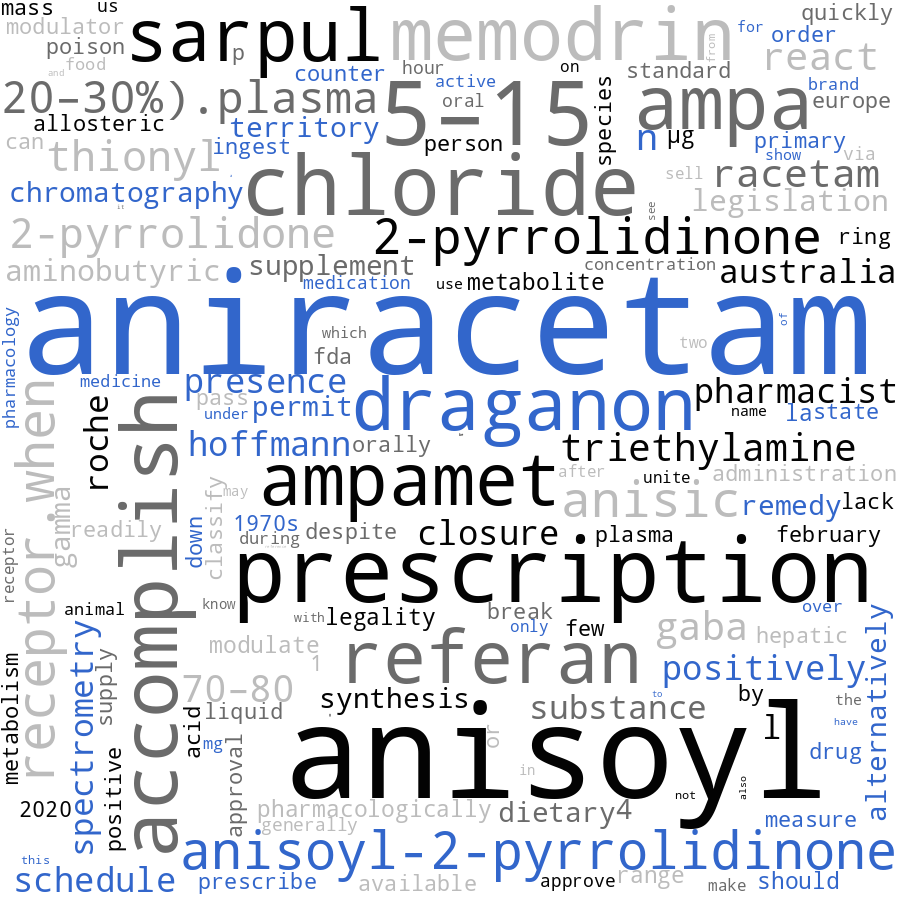 mass us
sarpul
memodrin
quickly
modulator
poison
p
for order
from
react
food
and
counter
hour
on
standard
20–30%).plasma
active
5–15
ampa
brand
oral
species
europe
allosteric
territory
person
n µg
primary
can
thionyl
ingest
show
via
chromatography
chloride
sell
racetam
see
legislation
it
2-pyrrolidone
2-pyrrolidinone
ring
aminobutyric
supplement
concentration
australia
medication
use metabolite
aniracetam
of
pharmacology
which
fda
two
medicine
presence
pass
under
permit
draganon
pharmacist
name
la
state
receptor.when
roche
accomplish
hoffmann
orally
triethylamine
ampamet
after
unite
administration
anisic
remedy
lack
gamma
classify
may
readily
down
1970s
during
despite
closure
plasma
february
receptor
prescription
animal
know
with
legality
break
only
few
over
modulate
1
referan
gaba
hepatic
positively
alternatively
metabolism
spectrometry
supply
70–80
synthesis
to
by
the
liquid
acid
mg
substance
l
have
or
anisoyl
drug
in
not
also
positive
approval
2020
pharmacologically
generally
dietary
4
measure
anisoyl-2-pyrrolidinone
this
schedule
prescribe
available
approve
range
make
should